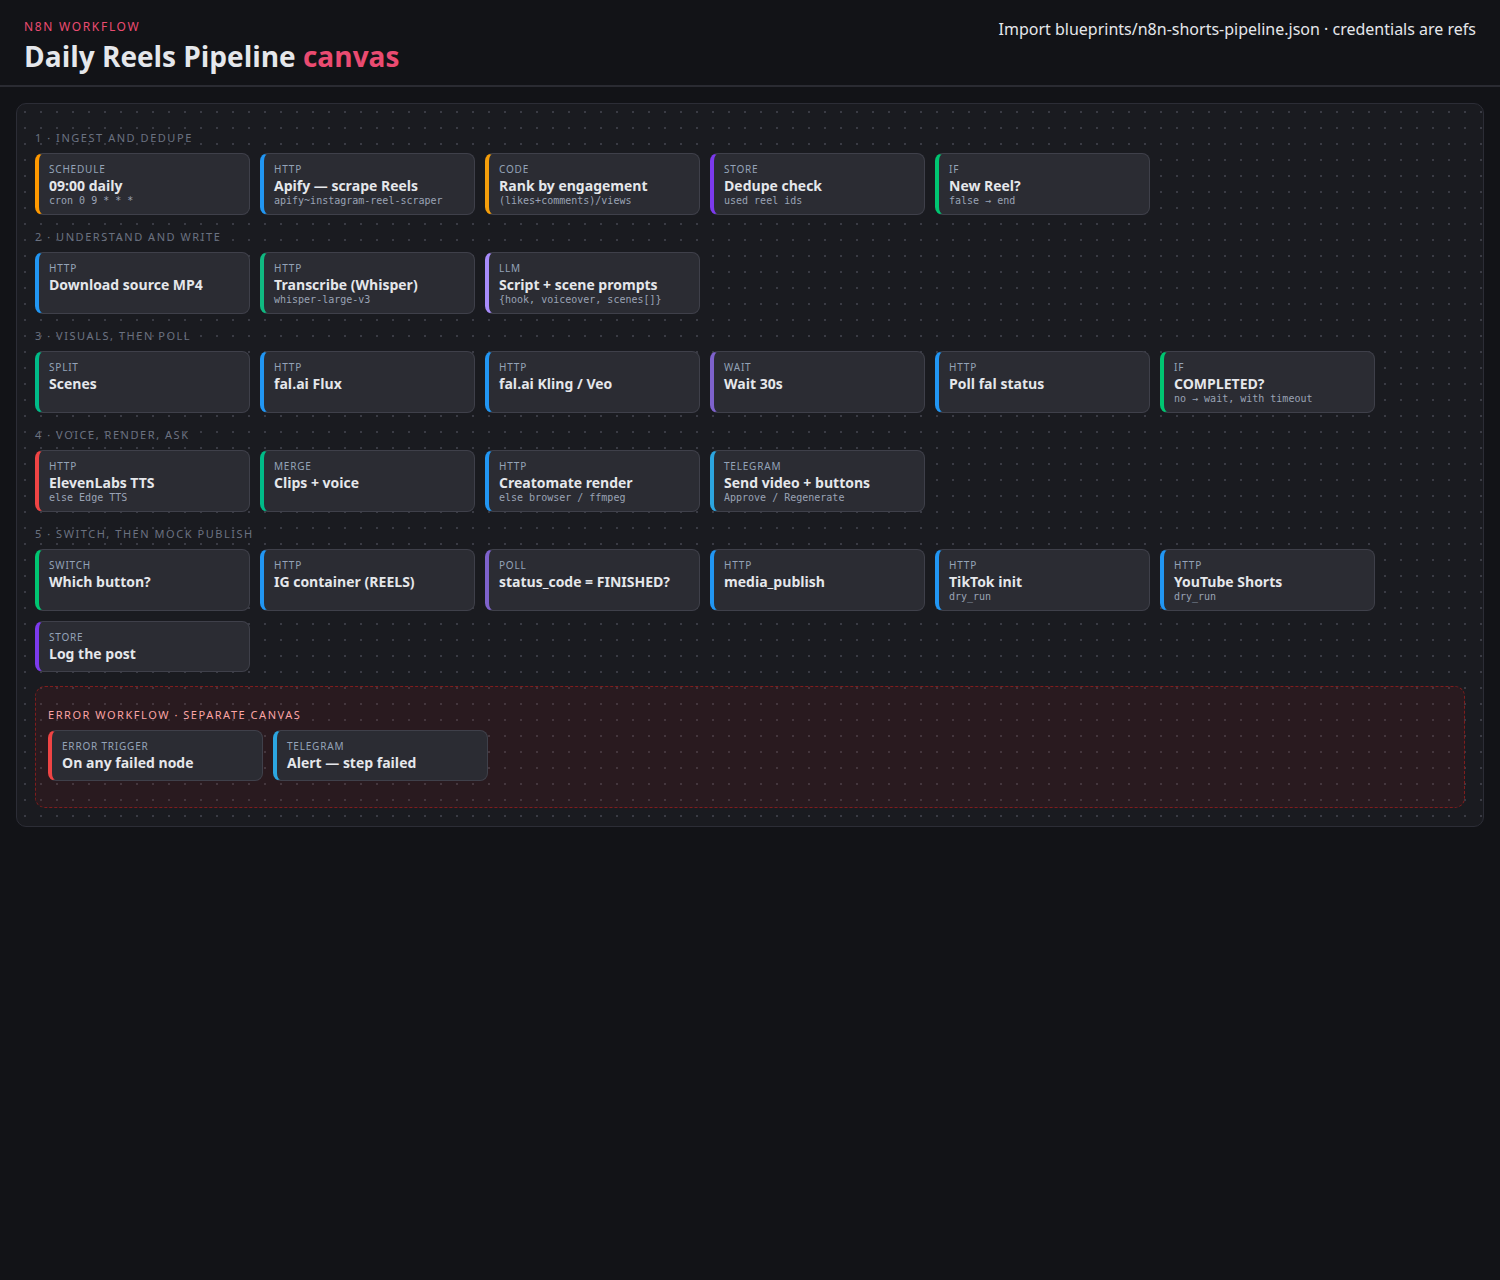 N8N WORKFLOW
Daily Reels Pipeline canvas
Import blueprints/n8n-shorts-pipeline.json · credentials are refs
1 · INGEST AND DEDUPE
SCHEDULE
09:00 daily
cron 0 9 * * *
HTTP
Apify — scrape Reels
apify~instagram-reel-scraper
CODE
Rank by engagement
(likes+comments)/views
STORE
Dedupe check
used reel ids
IF
New Reel?
false → end
2 · UNDERSTAND AND WRITE
HTTP
Download source MP4
HTTP
Transcribe (Whisper)
whisper-large-v3
LLM
Script + scene prompts
{hook, voiceover, scenes[]}
3 · VISUALS, THEN POLL
SPLIT
Scenes
HTTP
fal.ai Flux
HTTP
fal.ai Kling / Veo
WAIT
Wait 30s
HTTP
Poll fal status
IF
COMPLETED?
no → wait, with timeout
4 · VOICE, RENDER, ASK
HTTP
ElevenLabs TTS
else Edge TTS
MERGE
Clips + voice
HTTP
Creatomate render
else browser / ffmpeg
TELEGRAM
Send video + buttons
Approve / Regenerate
5 · SWITCH, THEN MOCK PUBLISH
SWITCH
Which button?
HTTP
IG container (REELS)
POLL
status_code = FINISHED?
HTTP
media_publish
HTTP
TikTok init
dry_run
HTTP
YouTube Shorts
dry_run
STORE
Log the post
ERROR WORKFLOW · SEPARATE CANVAS
ERROR TRIGGER
On any failed node
TELEGRAM
Alert — step failed